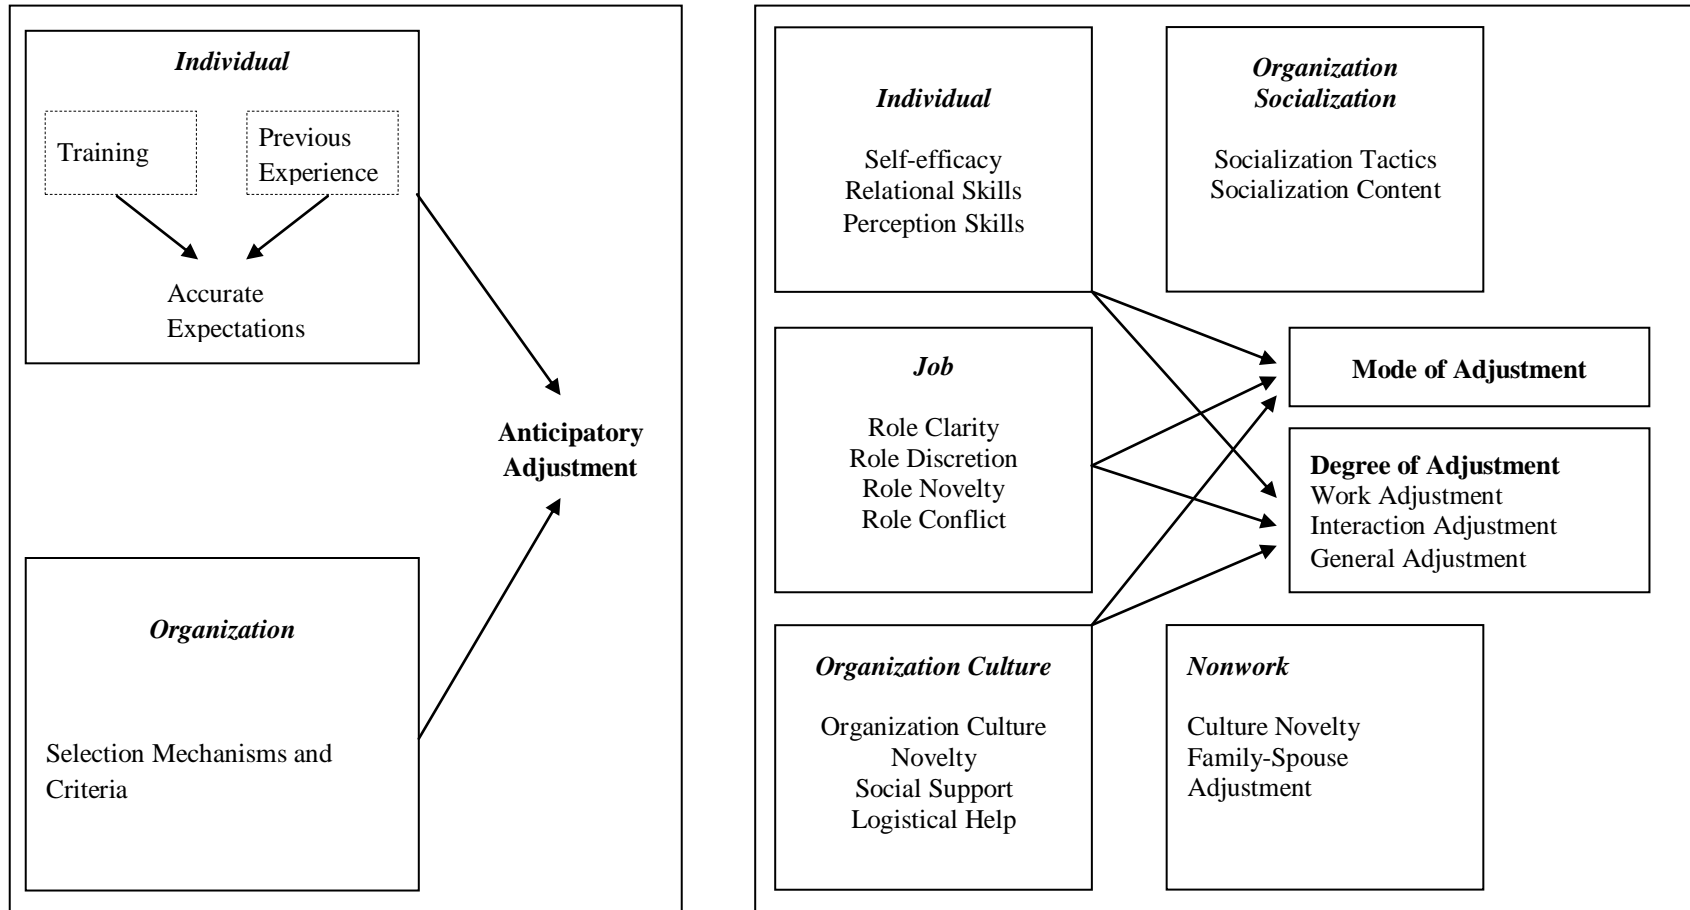 Individual
Training
Previous
Experience
Accurate
Expectations
Anticipatory
Adjustment
Organization
Selection Mechanisms and
Criteria
Individual
Self-efficacy
Relational Skills
Perception Skills
Organization
Socialization
Socialization Tactics
Socialization Content
Job
Role Clarity
Role Discretion
Role Novelty
Role Conflict
Mode of Adjustment
Degree of Adjustment
Work Adjustment
Interaction Adjustment
General Adjustment
Organization Culture
Organization Culture
Novelty
Social Support
Logistical Help
Nonwork
Culture Novelty
Family-Spouse
Adjustment